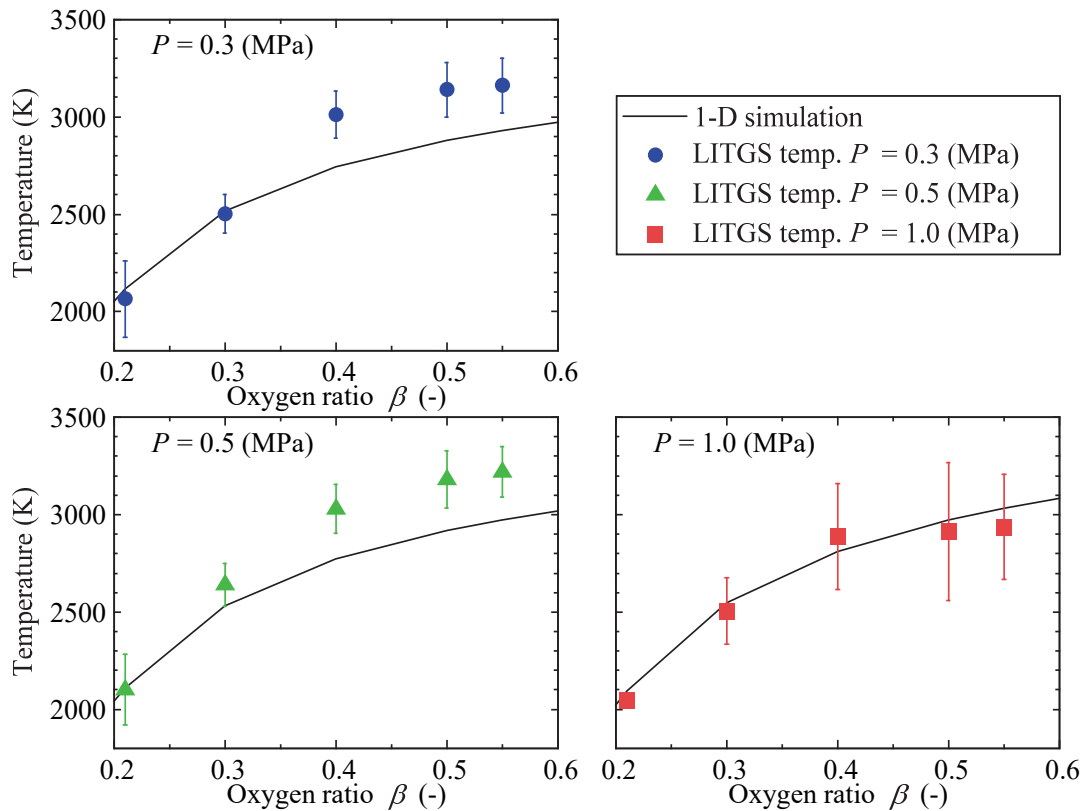 3500
P = 0.3 (MPa)
3000
2500
2000
Temperature (K)
0.2 0.3 0.4 0.5 0.6
Oxygen ratio β (-)
1-D simulation
LITGS temp. P = 0.3 (MPa)
LITGS temp. P = 0.5 (MPa)
LITGS temp. P = 1.0 (MPa)
3500
P = 0.5 (MPa)
3000
2500
2000
Temperature (K)
0.2 0.3 0.4 0.5 0.6
Oxygen ratio β (-)
P = 1.0 (MPa)
0.2 0.3 0.4 0.5 0.6
Oxygen ratio β (-)